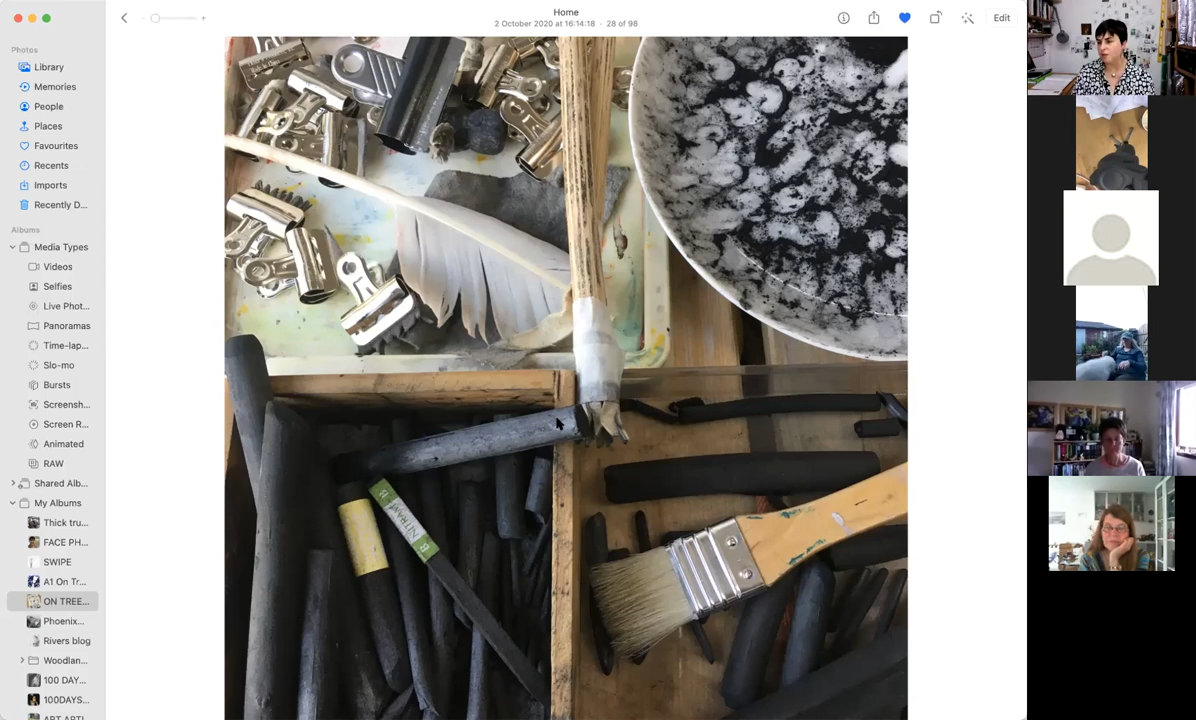 Home
2 October 2020 at 16:14:18 · 28 of 98
Edit
Photos
Library
Memories
People
Places
Favourites
Recents
Imports
Recently D...
Albums
Media Types
Videos
Selfies
Live Phot...
Panoramas
Time-lap...
Slo-mo
Bursts
Screensh...
Screen R...
Animated
RAW
Shared Alb...
My Albums
Thick tru...
FACE PH...
SWIPE
A1 On Tr...
ON TREE...
Phoenix...
Rivers blog
Woodlan...
100 DAY...
100DAYS...
ART ARTI...
NITRAM
B